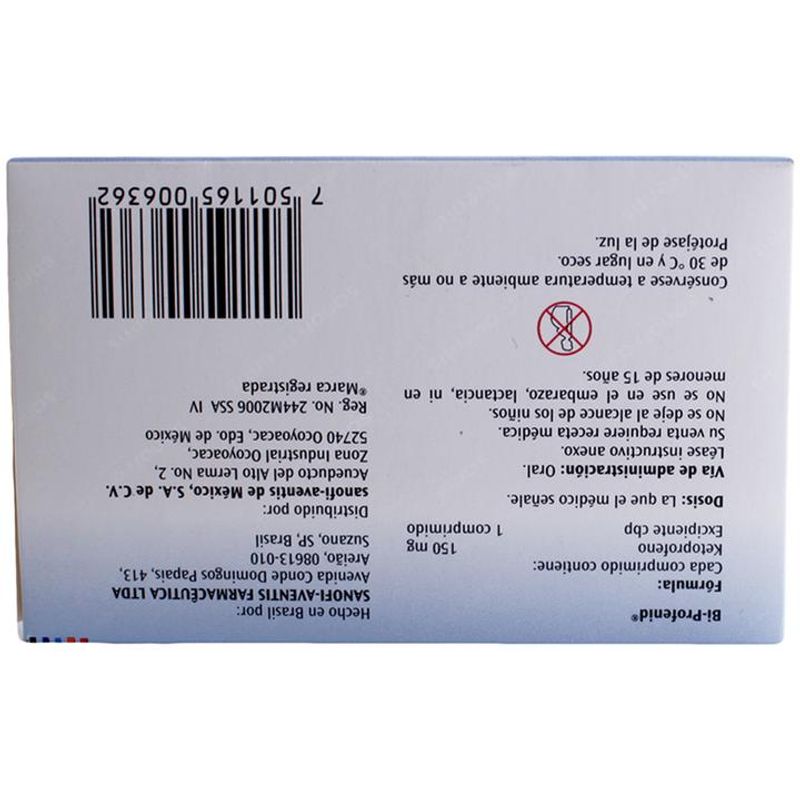 Bi-Profenid®
Fórmula:
Cada comprimido contiene:
Ketoprofeno 150 mg
Excipiente cbp 1 comprimido
Dosis: La que el médico señale.
Vía de administración: Oral.
Léase instructivo anexo.
Su venta requiere receta médica.
No se deje al alcance de los niños.
No se use en el embarazo, lactancia, ni en
menores de 15 años.
Consérvese a temperatura ambiente a no más
de 30 °C y en lugar seco.
Protéjase de la luz.
Hecho en Brasil por:
SANOFI-AVENTIS FARMACÊUTICA LTDA
Avenida Conde Domingos Papais, 413,
Areião, 08613-010
Suzano, SP, Brasil
Distribuido por:
sanofi-aventis de México, S.A. de C.V.
Acueducto del Alto Lerma No. 2,
Zona Industrial Ocoyoacac,
52740 Ocoyoacac, Edo. de México
Reg. No. 244M2006 SSA IV
®Marca registrada
7 501165 006362